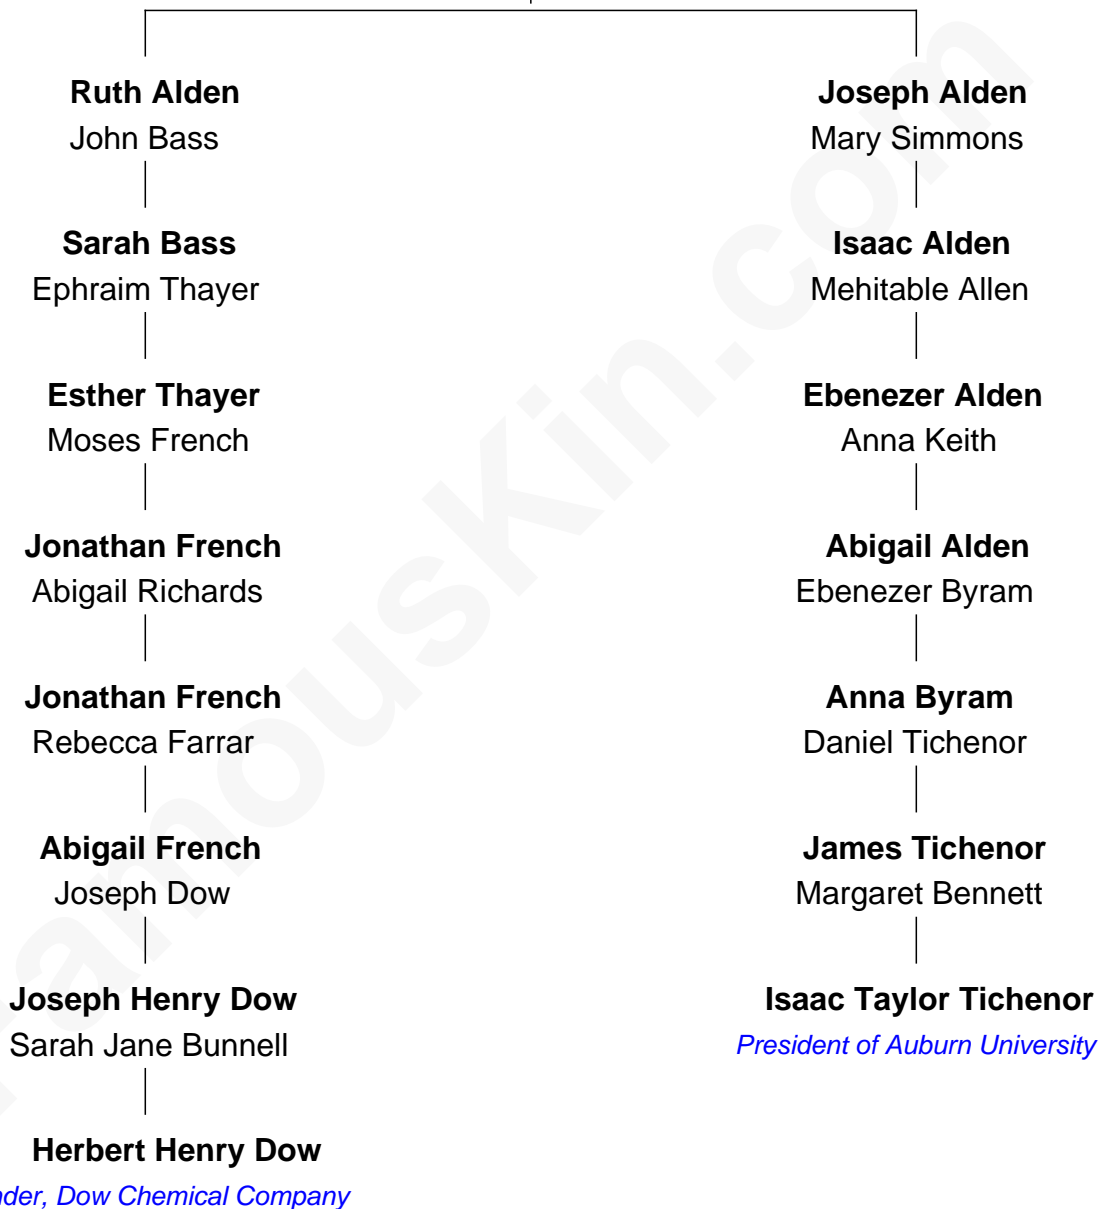 Ruth Alden
John Bass
Sarah Bass
Ephraim Thayer
Esther Thayer
Moses French
Jonathan French
Abigail Richards
Jonathan French
Rebecca Farrar
Abigail French
Joseph Dow
Joseph Henry Dow
Sarah Jane Bunnell
Herbert Henry Dow
nder, Dow Chemical Company
Joseph Alden
Mary Simmons
Isaac Alden
Mehitable Allen
Ebenezer Alden
Anna Keith
Abigail Alden
Ebenezer Byram
Anna Byram
Daniel Tichenor
James Tichenor
Margaret Bennett
Isaac Taylor Tichenor
President of Auburn University
FamousKin.com